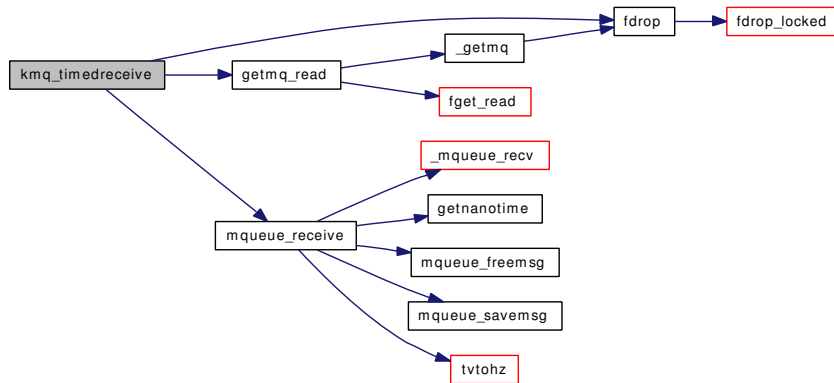 fdrop
fdrop_locked
_getmq
kmq_timedreceive
getmq_read
fget_read
_mqueue_recv
getnanotime
mqueue_receive
mqueue_freemsg
mqueue_savemsg
tvtohz